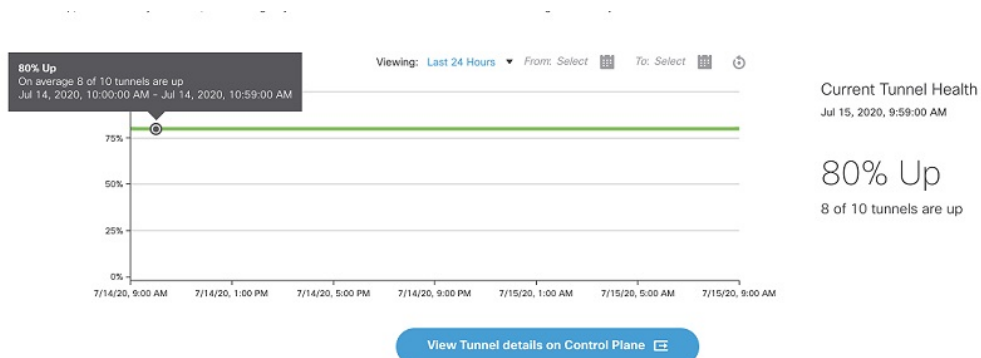 80% Up
On average 8 of 10 tunnels are up
Jul 14, 2020, 10:00:00 AM - Jul 14, 2020, 10:59:00 AM
Viewing: Last 24 Hours From: Select To: Select
75%
50%
25%
0%
7/14/20, 9:00 AM 7/14/20, 1:00 PM 7/14/20, 5:00 PM 7/14/20, 9:00 PM 7/15/20, 1:00 AM 7/15/20, 5:00 AM 7/15/20, 9:00 AM
View Tunnel details on Control Plane
Current Tunnel Health
Jul 15, 2020, 9:59:00 AM
80% Up
8 of 10 tunnels are up